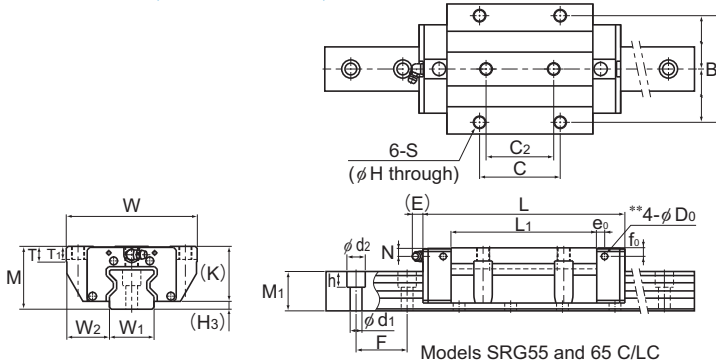 B
6-S
(φH through)
C2
C
W
T
T1
M
(K)
(H3)
W2
W1
(E)
L
L1
**4-φD0
e0
f0
φd2
N
h
M1
φd1
F
Models SRG55 and 65 C/LC